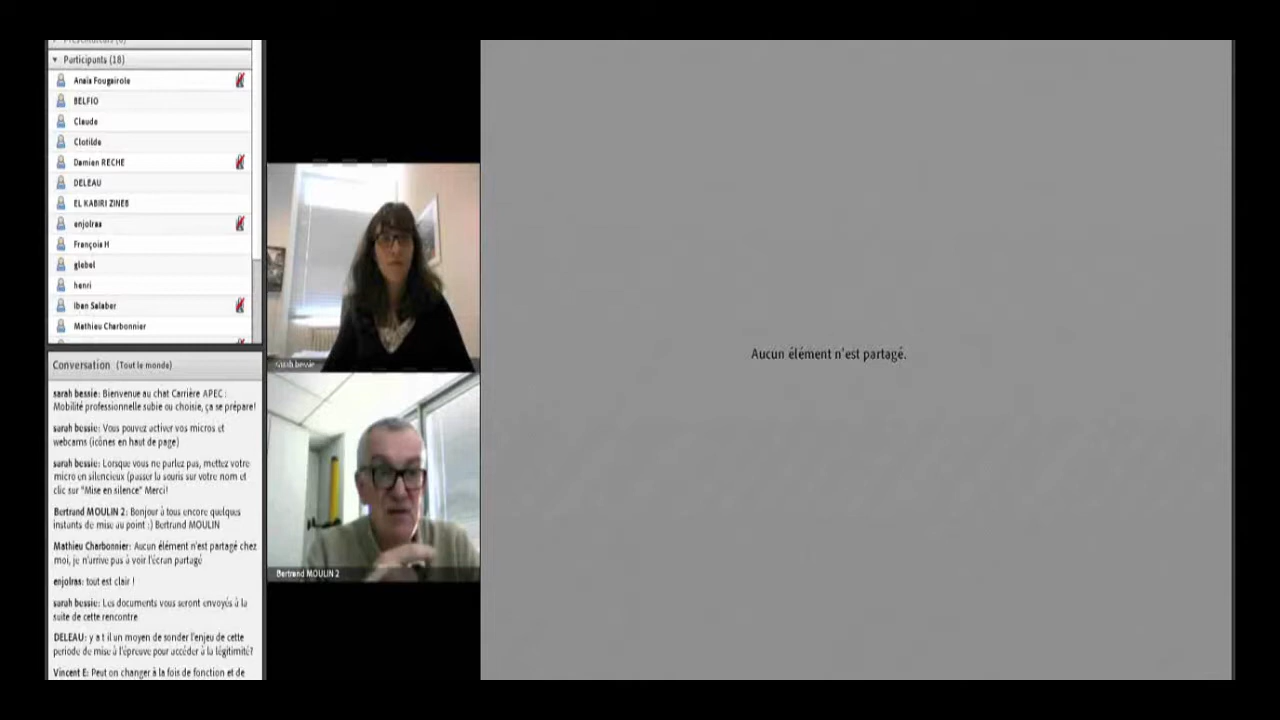 Participants (18)
Anais Fougairole
BELFIO
Claude
Clotilde
Damien RECHE
DELEAU
EL KABIRI ZINEB
enjolras
François H
glebel
henri
Iban Salaber
Mathieu Charbonnier
Conversation (Tout le monde)
sarah bessie: Bienvenue au chat Carrière APEC :
Mobilité professionnelle subie ou choisie, ça se prépare!
sarah bessie: Vous pouvez activer vos micros et
webcams (icônes en haut de page)
sarah bessie: Lorsque vous ne parlez pas, mettez votre
micro en silencieux (passer la souris sur votre nom et
clic sur "Mise en silence" Merci!
Bertrand MOULIN 2: Bonjour à tous encore quelques
instants de mise au point :) Bertrand MOULIN
Mathieu Charbonnier: Aucun élément n'est partagé chez
moi, je n'arrive pas à voir l'écran partagé
enjolras: tout est clair !
sarah bessie: Les documents vous seront envoyés à la
suite de cette rencontre
DELEAU: y a t il un moyen de sonder l'enjeu de cette
periode de mise à l'épreuve pour accéder à la légitimité?
Vincent E: Peut on changer à la fois de fonction et de
sarah bessie
Bertrand MOULIN 2
Aucun élément n'est partagé.